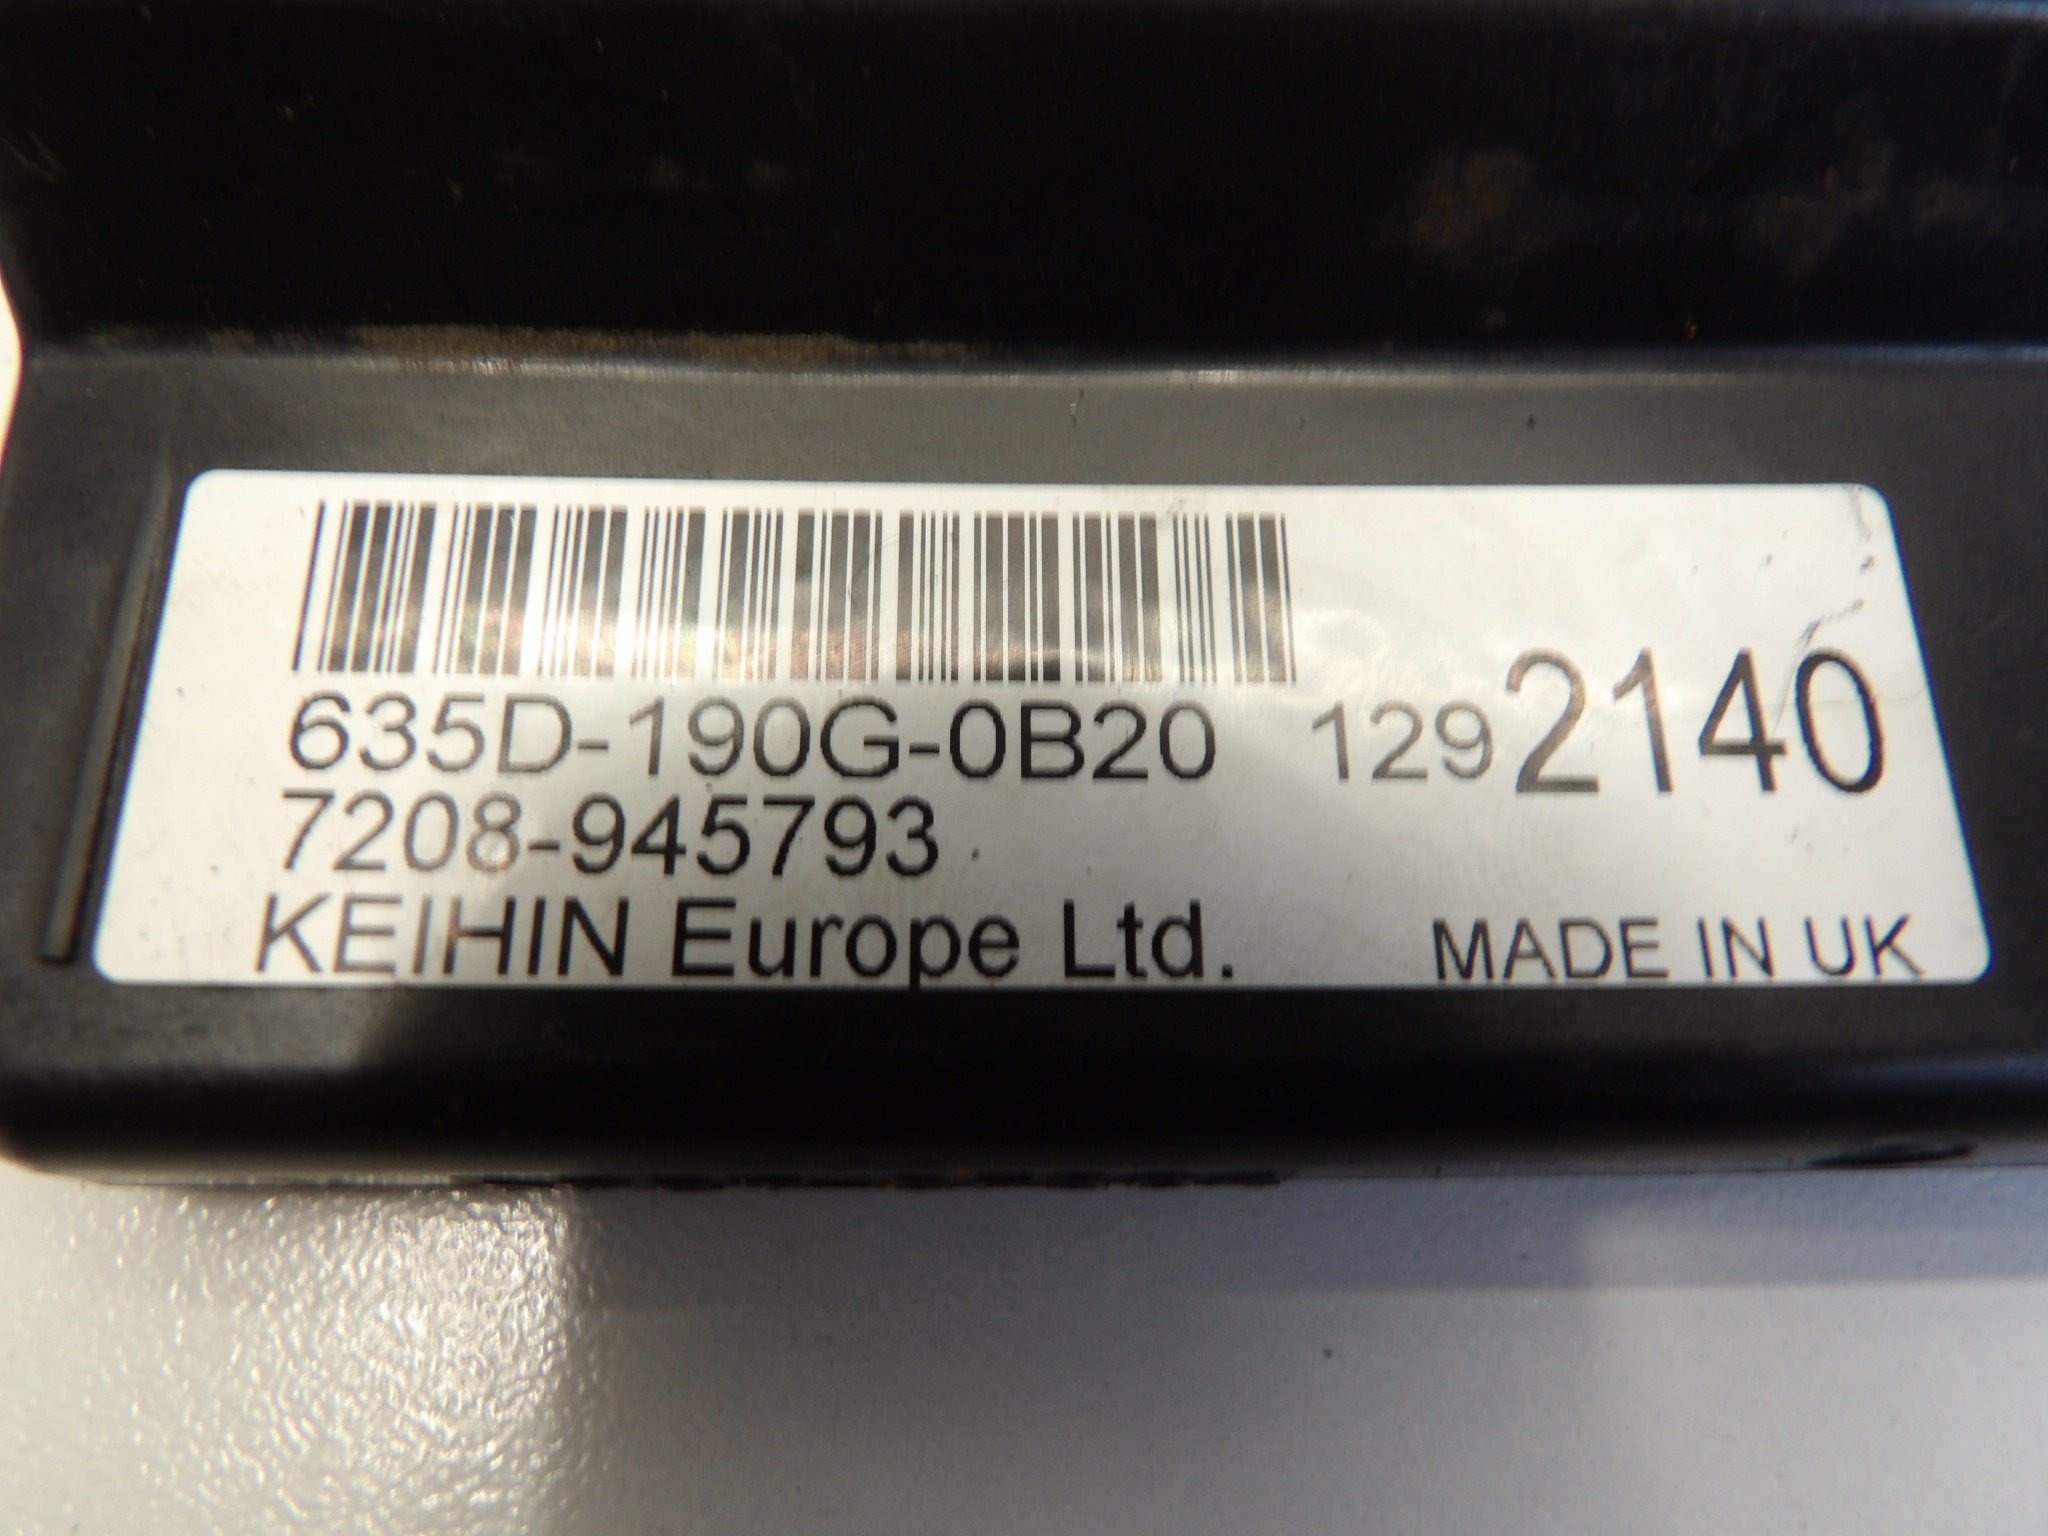 635D-190G-0B20 1292140
7208-945793
KEIHIN Europe Ltd. MADE IN UK